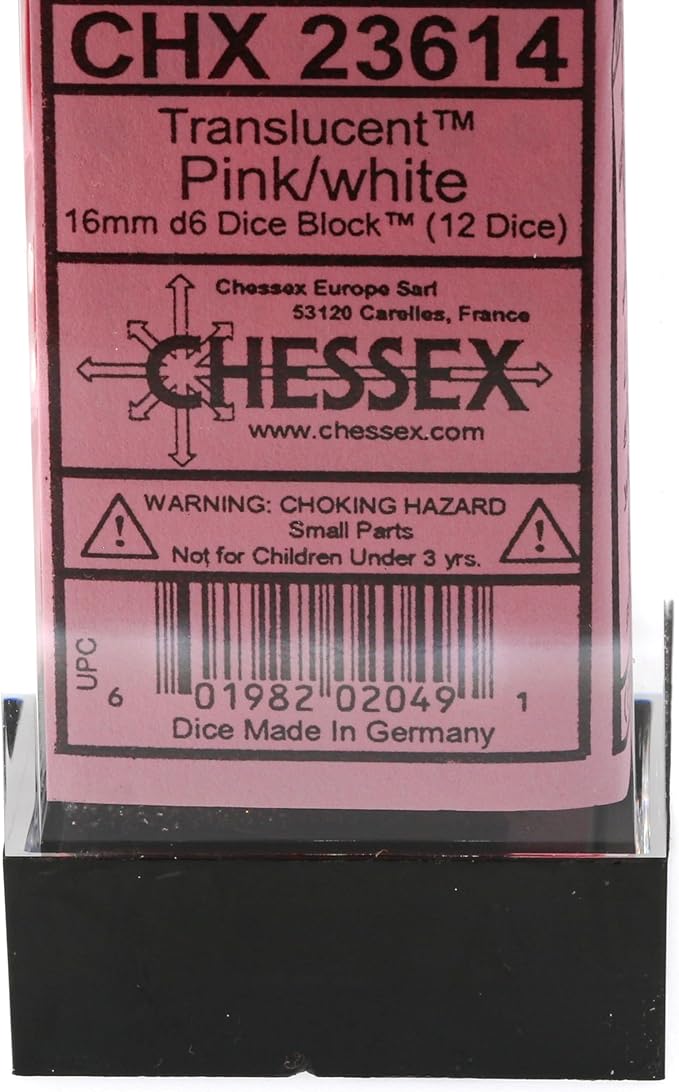 CHX 23614
Translucent™
Pink/white
16mm d6 Dice Block™ (12 Dice)
Chessex Europe Sarl
53120 Carelles, France
CHESSEX
www.chessex.com
WARNING: CHOKING HAZARD
Small Parts
Not for Children Under 3 yrs.
UPC
6 01982 02049 1
Dice Made In Germany